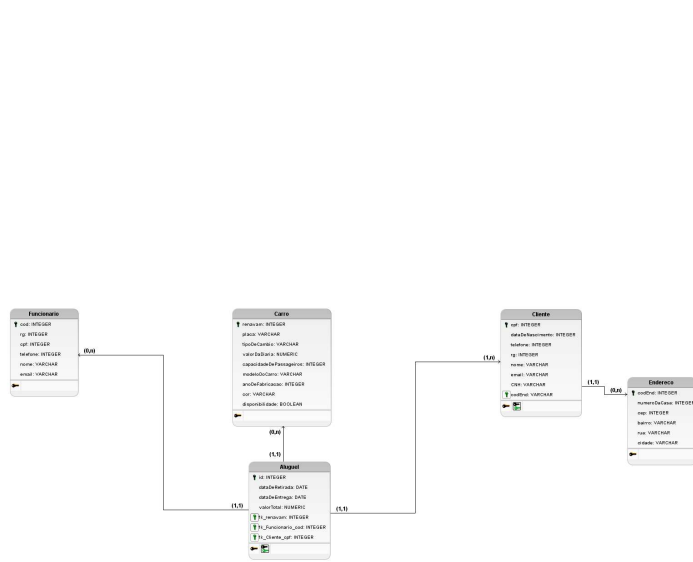 Funcionario
cod: INTEGER
rg: INTEGER
cpf: INTEGER
telefone: INTEGER
nome: VARCHAR
email: VARCHAR
(0,n)
Carro
renavam: INTEGER
placa: VARCHAR
tipoDeCambio: VARCHAR
valorDaDiaria: NUMERIC
capacidadeDePassageiros: INTEGER
modeloDoCarro: VARCHAR
anoDeFabricacao: INTEGER
cor: VARCHAR
disponibilidade: BOOLEAN
(0,n)
(1,1)
Aluguel
id: INTEGER
dataDeRetirada: DATE
dataDeEntrega: DATE
valorTotal: NUMERIC
fk_renavam: INTEGER
fk_Funcionario_cod: INTEGER
fk_Cliente_cpf: INTEGER
(1,1)
(1,1)
Cliente
cpf: INTEGER
dataDeNascimento: INTEGER
telefone: INTEGER
rg: INTEGER
nome: VARCHAR
email: VARCHAR
CNH: VARCHAR
codEnd: VARCHAR
(1,n)
(1,1)
(0,n)
Endereco
codEnd: INTEGER
numeroDaCasa: INTEGER
cep: INTEGER
bairro: VARCHAR
rua: VARCHAR
cidade: VARCHAR